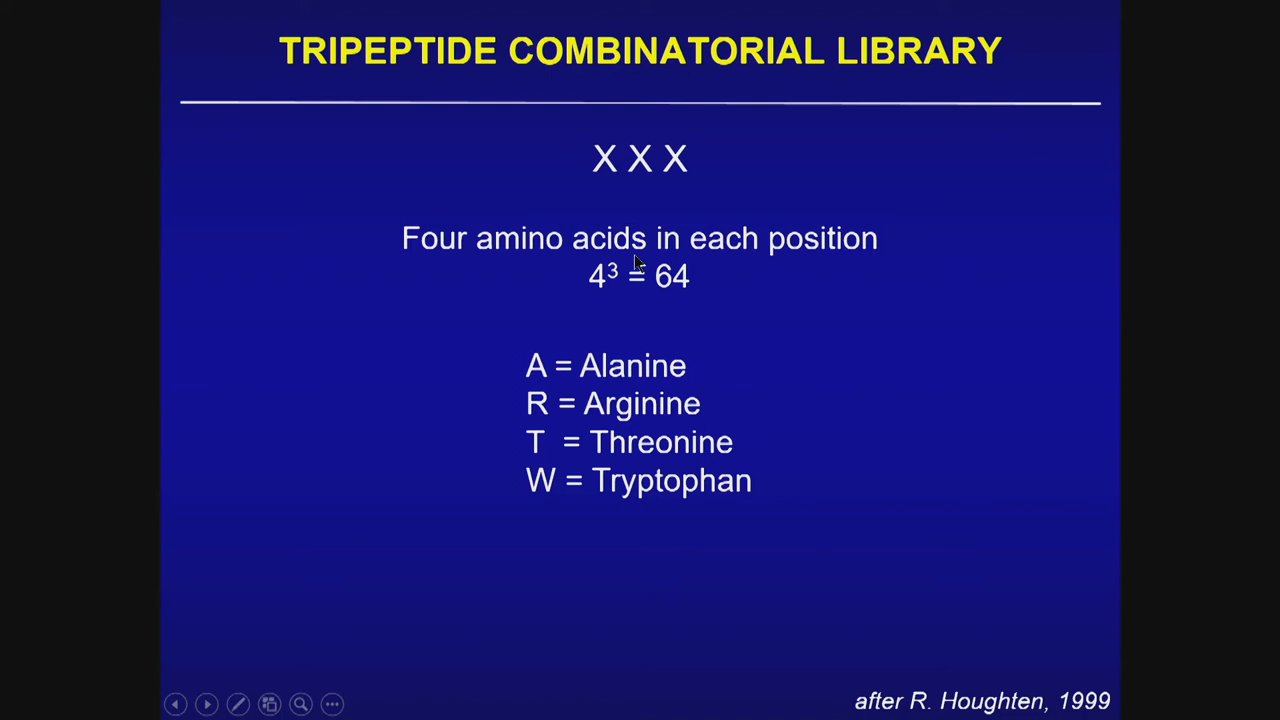 TRIPEPTIDE COMBINATORIAL LIBRARY
X X X
Four amino acids in each position
4³ = 64
A = Alanine
R = Arginine
T = Threonine
W = Tryptophan
after R. Houghten, 1999